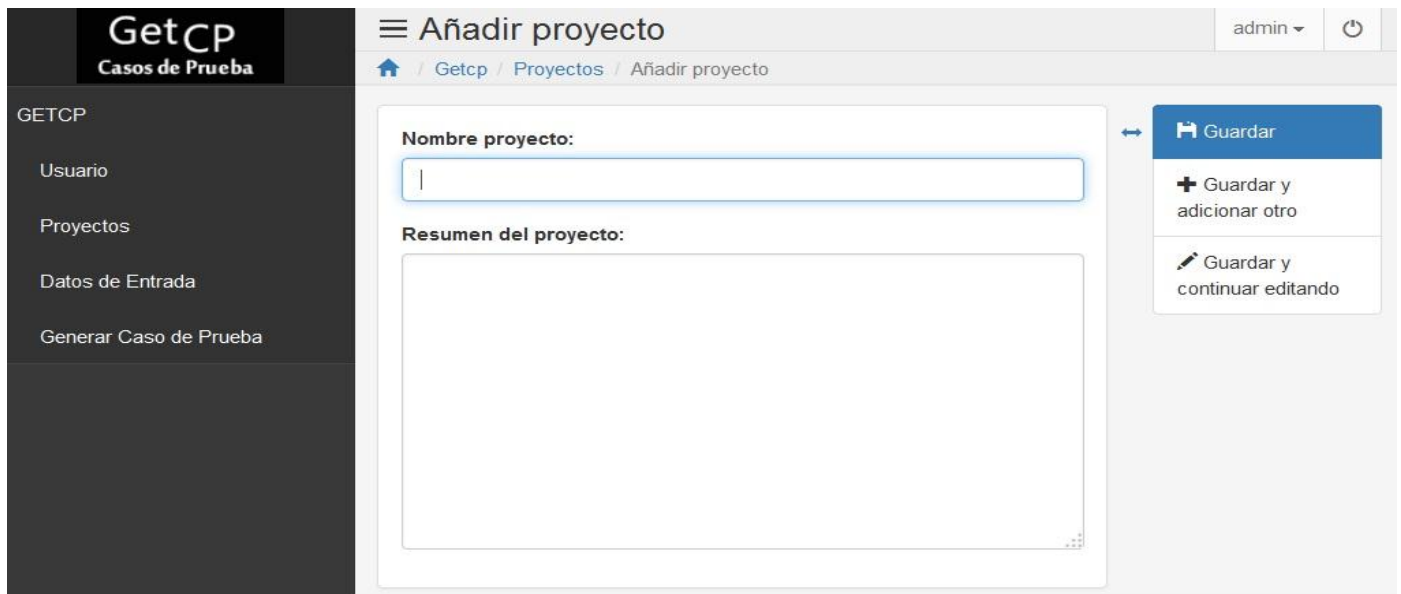 GetCP
Casos de Prueba
GETCP
Usuario
Proyectos
Datos de Entrada
Generar Caso de Prueba
Añadir proyecto
admin
/ Getcp / Proyectos / Añadir proyecto
Nombre proyecto:
Resumen del proyecto:
Guardar
Guardar y
adicionar otro
Guardar y
continuar editando